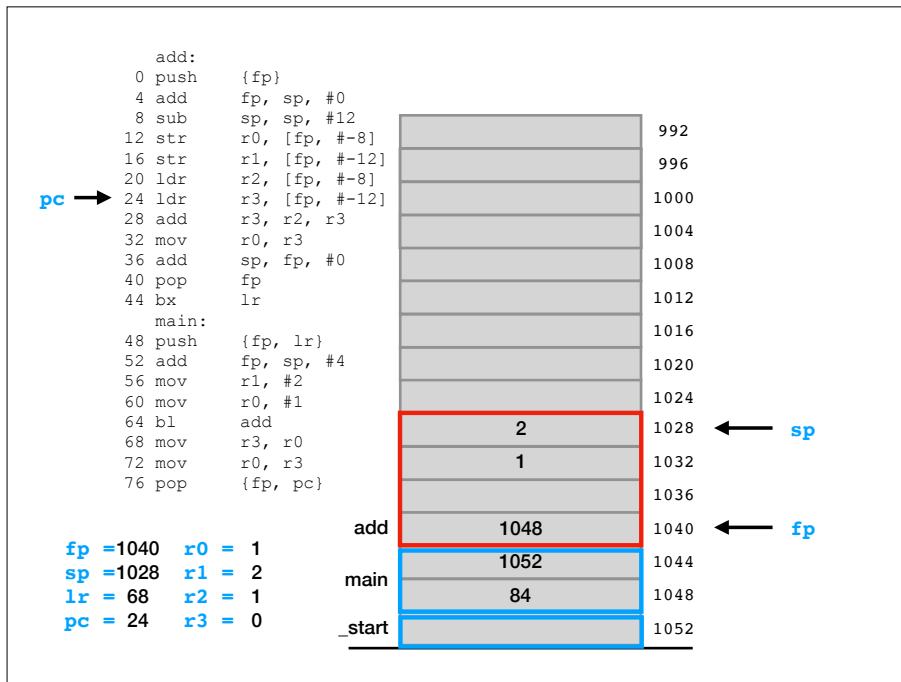 add:
0 push {fp}
4 add fp, sp, #0
8 sub sp, sp, #12
12 str r0, [fp, #-8]
16 str r1, [fp, #-12]
20 ldr r2, [fp, #-8]
pc 24 ldr r3, [fp, #-12]
28 add r3, r2, r3
32 mov r0, r3
36 add sp, fp, #0
40 pop fp
44 bx lr
main:
48 push {fp, lr}
52 add fp, sp, #4
56 mov r1, #2
60 mov r0, #1
64 bl add
68 mov r3, r0
72 mov r0, r3
76 pop {fp, pc}
fp =1040 r0 = 1
sp =1028 r1 = 2
lr = 68 r2 = 1
pc = 24 r3 = 0
992
996
1000
1004
1008
1012
1016
1020
1024
2 1028 sp
1 1032
1036
add 1048 1040 fp
1052 1044
main
84 1048
_start 1052